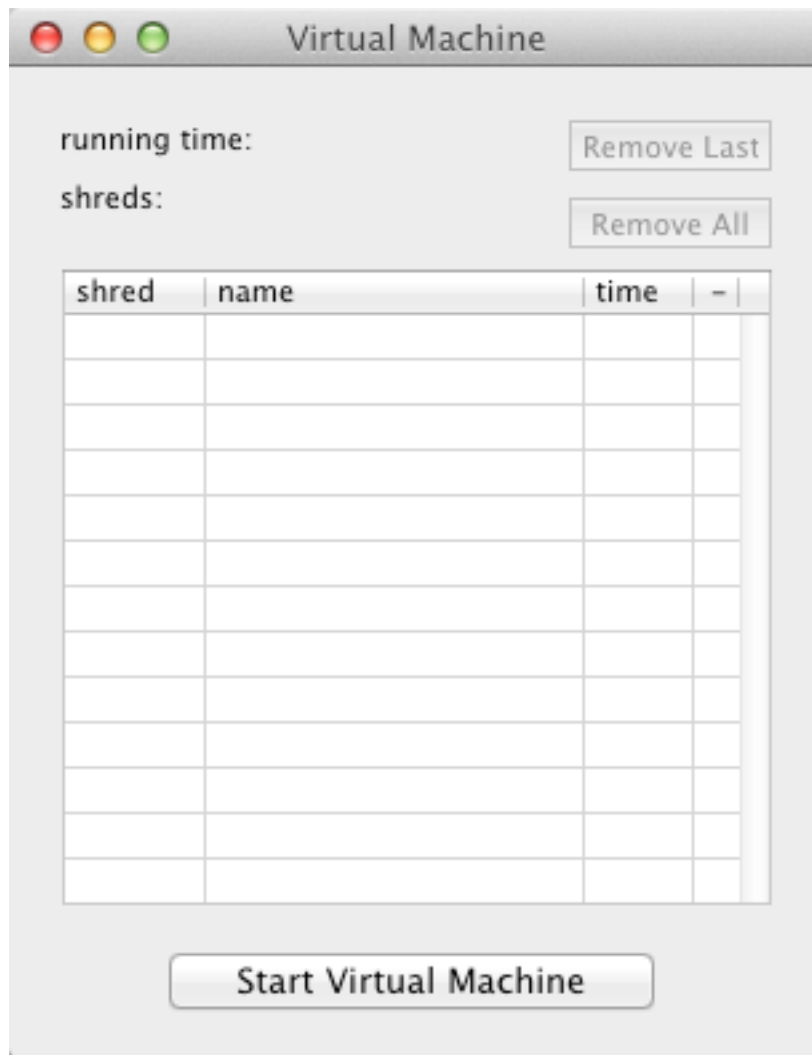 Virtual Machine
running time:
Remove Last
shreds:
Remove All
shred name time –
Start Virtual Machine